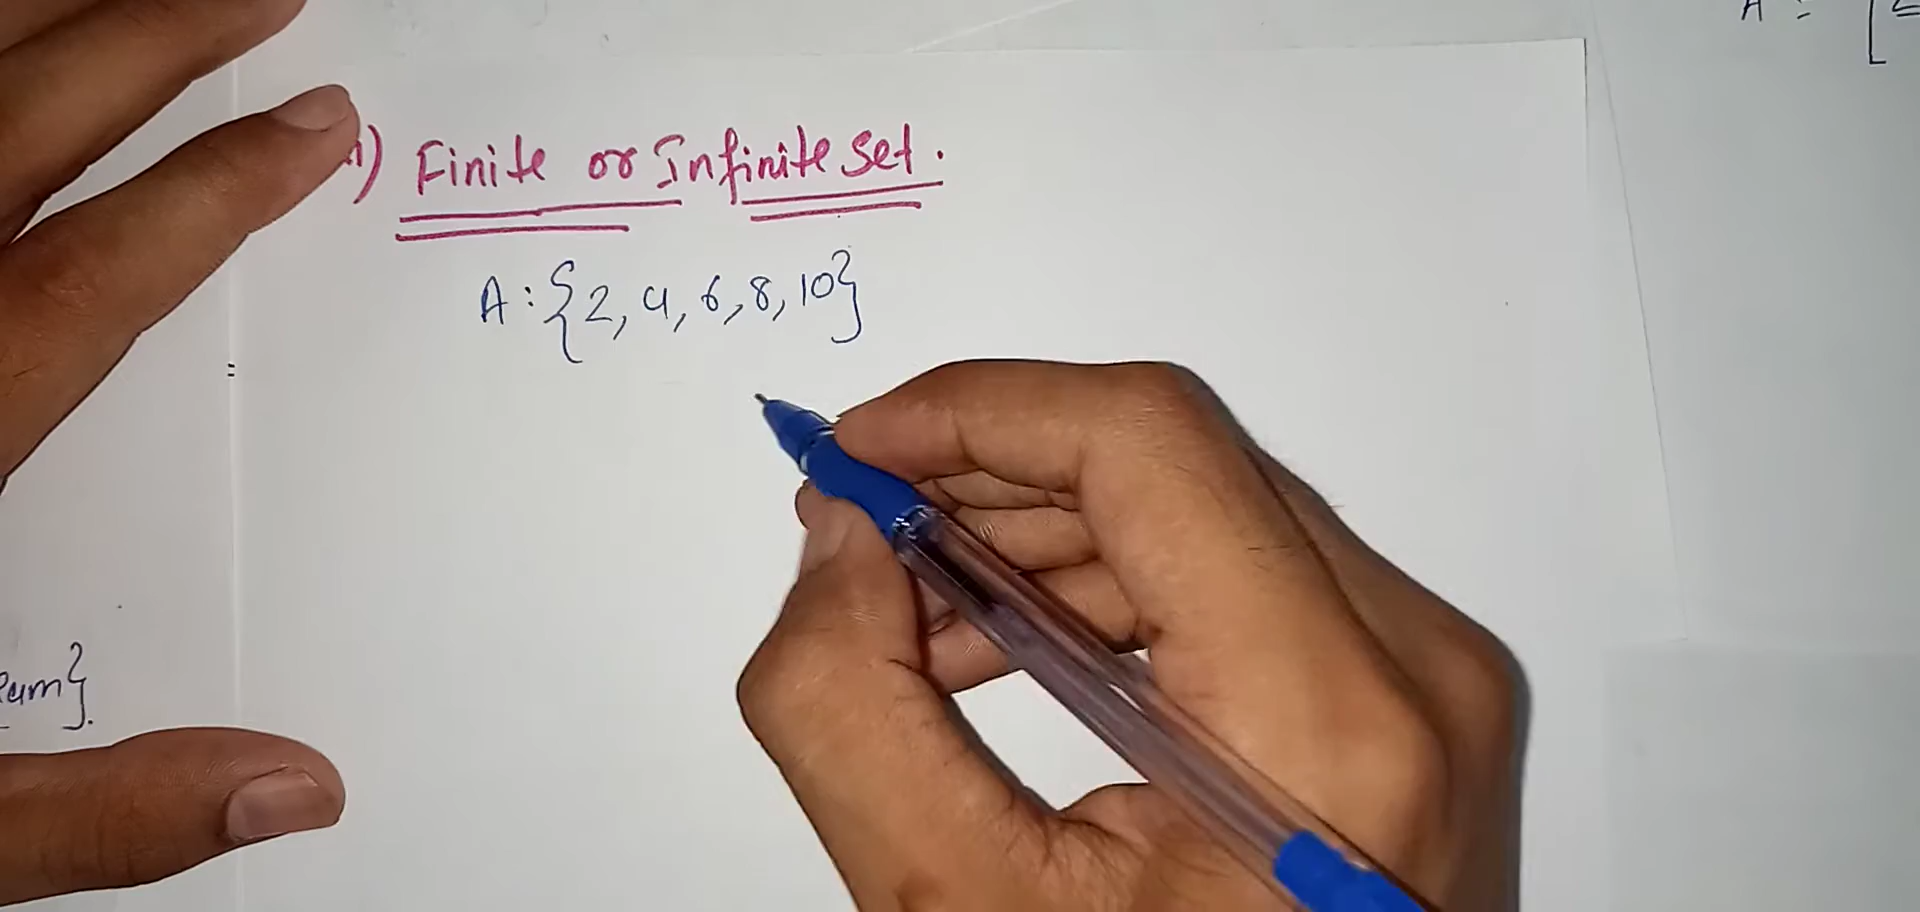 Finite or Infinite Set.
A : {2, 4, 6, 8, 10}
=
A =